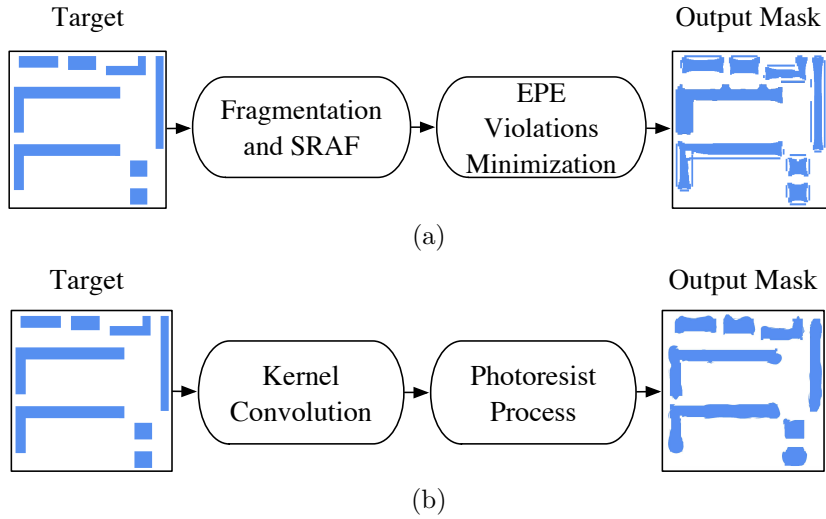 Target
Output Mask
Fragmentation
and SRAF
EPE
Violations
Minimization
(a)
Target
Output Mask
Kernel
Convolution
Photoresist
Process
(b)